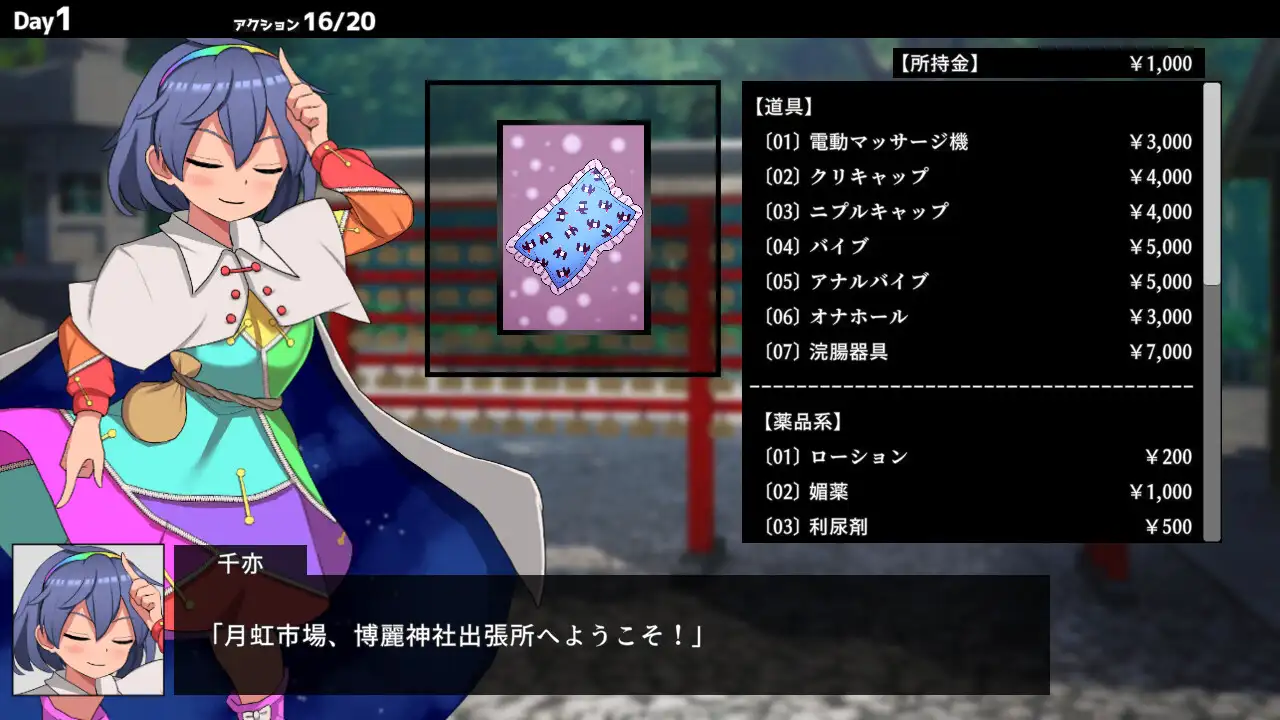 Day1
アクション16/20
【所持金】 ￥1,000
【道具】
〔01〕電動マッサージ機 ￥3,000
〔02〕クリキャップ ￥4,000
〔03〕ニプルキャップ ￥4,000
〔04〕バイブ ￥5,000
〔05〕アナルバイブ ￥5,000
〔06〕オナホール ￥3,000
〔07〕浣腸器具 ￥7,000
【薬品系】
〔01〕ローション ￥200
〔02〕媚薬 ￥1,000
〔03〕利尿剤 ￥500
千亦
「月虹市場、博麗神社出張所へようこそ！」